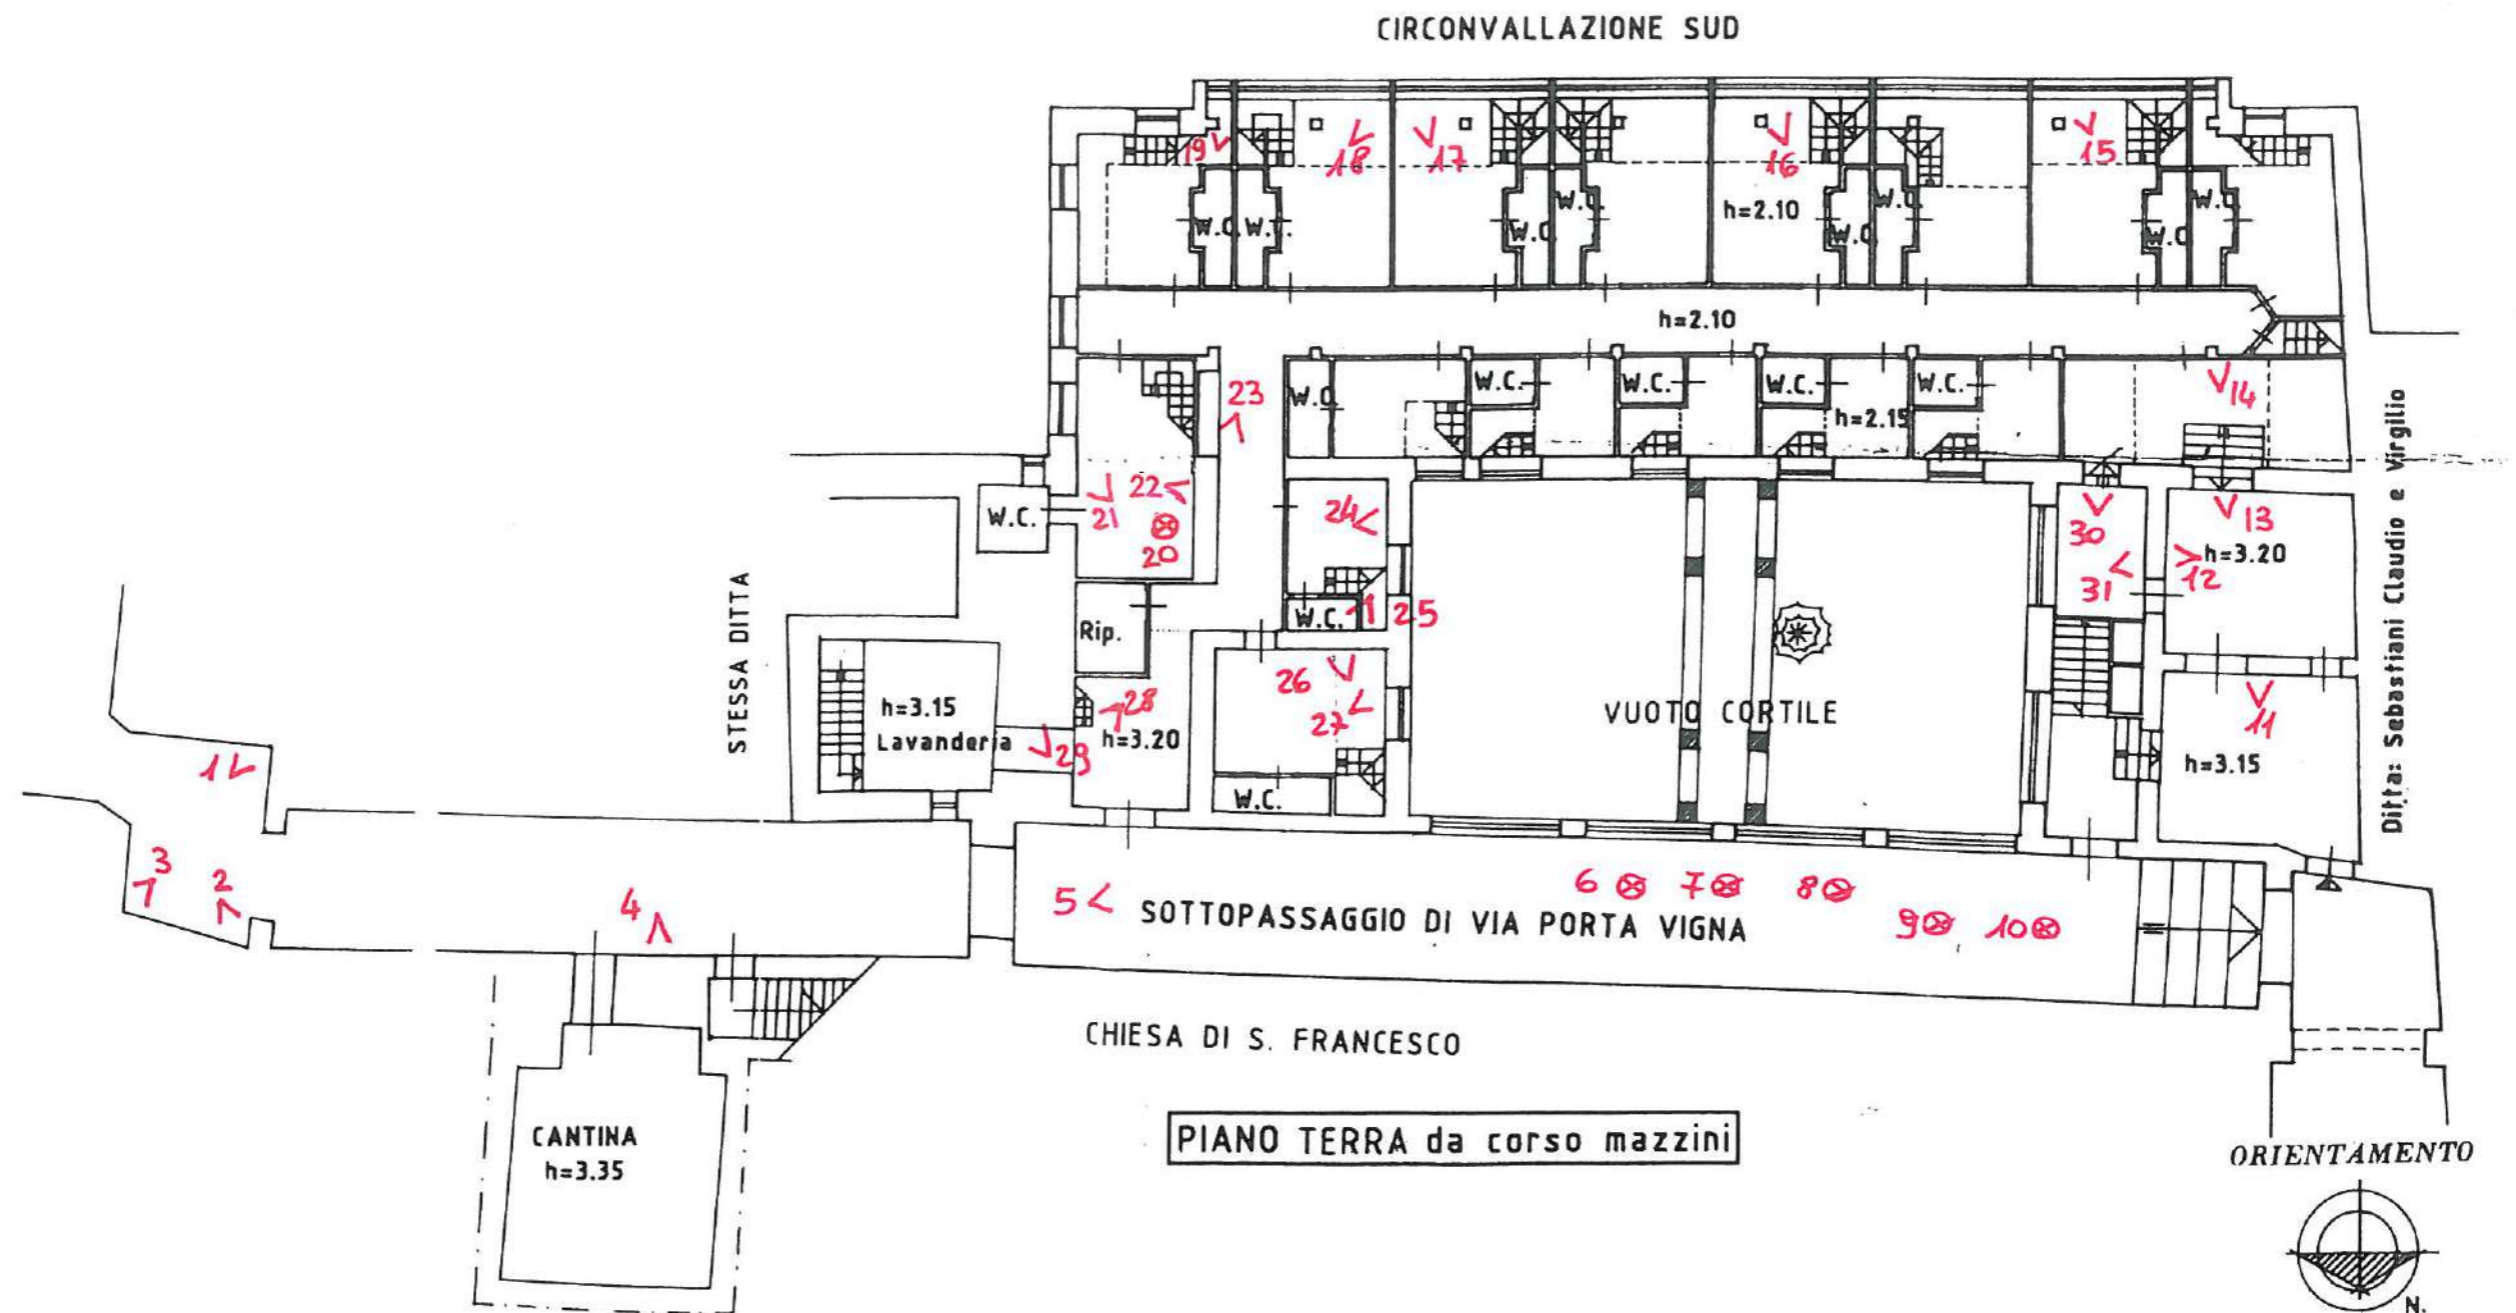 CIRCONVALLAZIONE SUD
19
18
17
16
15
W.C.
W.C.
W.C.
W.C.
h=2.10
W.C.
W.C.
W.C.
W.C.
h=2.10
23
W.C.
W.C.
W.C.
W.C.
h=2.15
W.C.
14
22
21
20
W.C.
24
30
13
h=3.20
12
31
Rip.
W.C.
25
STESSA DITTA
Ditta: Sebastiani Claudio e Virgilio
26
27
28
h=3.15
Lavanderia
29
h=3.20
VUOTO CORTILE
11
h=3.15
W.C.
1
3
2
4
5
6
7
8
9
10
SOTTOPASSAGGIO DI VIA PORTA VIGNA
CHIESA DI S. FRANCESCO
CANTINA
h=3.35
PIANO TERRA da corso mazzini
ORIENTAMENTO
N.